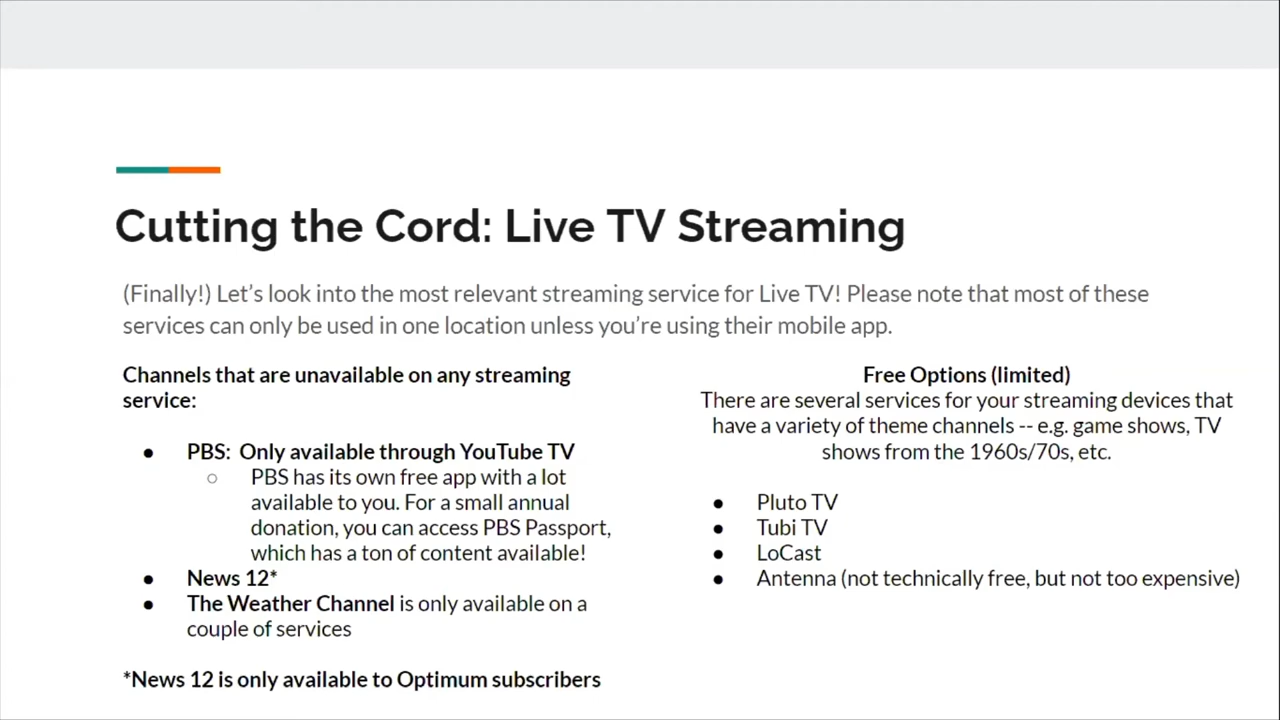 Cutting the Cord: Live TV Streaming
(Finally!) Let's look into the most relevant streaming service for Live TV! Please note that most of these
services can only be used in one location unless you're using their mobile app.
Channels that are unavailable on any streaming
service:
● PBS: Only available through YouTube TV
○ PBS has its own free app with a lot
available to you. For a small annual
donation, you can access PBS Passport,
which has a ton of content available!
● News 12*
● The Weather Channel is only available on a
couple of services
*News 12 is only available to Optimum subscribers
Free Options (limited)
There are several services for your streaming devices that
have a variety of theme channels -- e.g. game shows, TV
shows from the 1960s/70s, etc.
● Pluto TV
● Tubi TV
● LoCast
● Antenna (not technically free, but not too expensive)